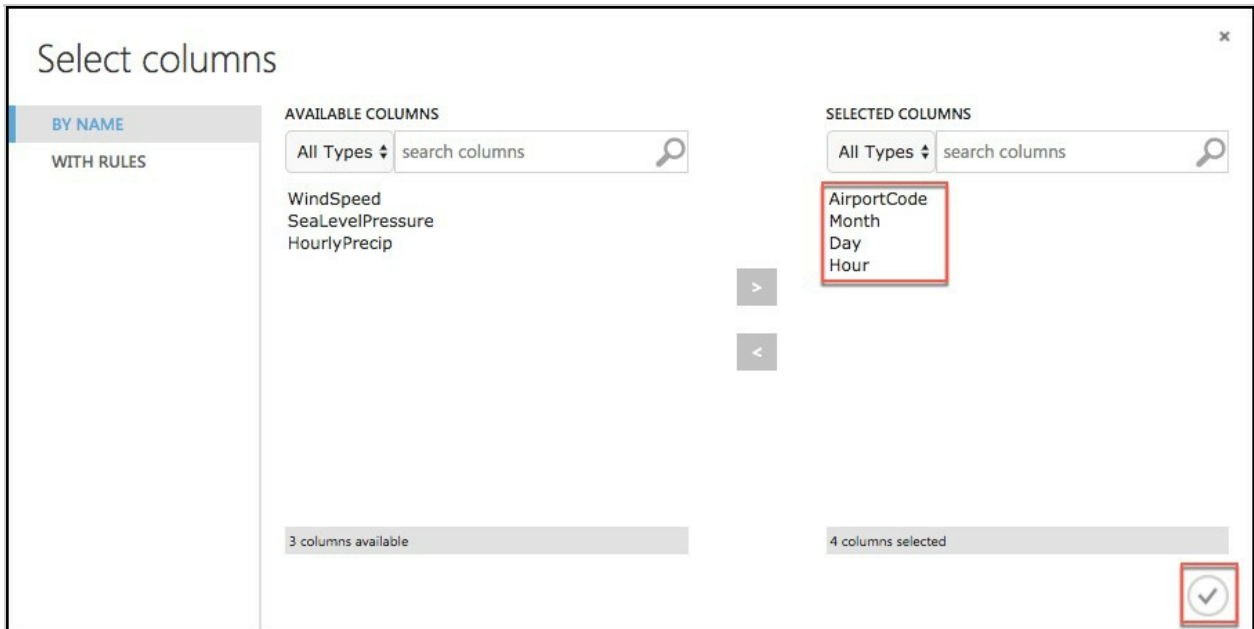 Select columns
×
BY NAME
WITH RULES
AVAILABLE COLUMNS
All Types search columns
WindSpeed
SeaLevelPressure
HourlyPrecip
3 columns available
>
<
SELECTED COLUMNS
All Types search columns
AirportCode
Month
Day
Hour
4 columns selected